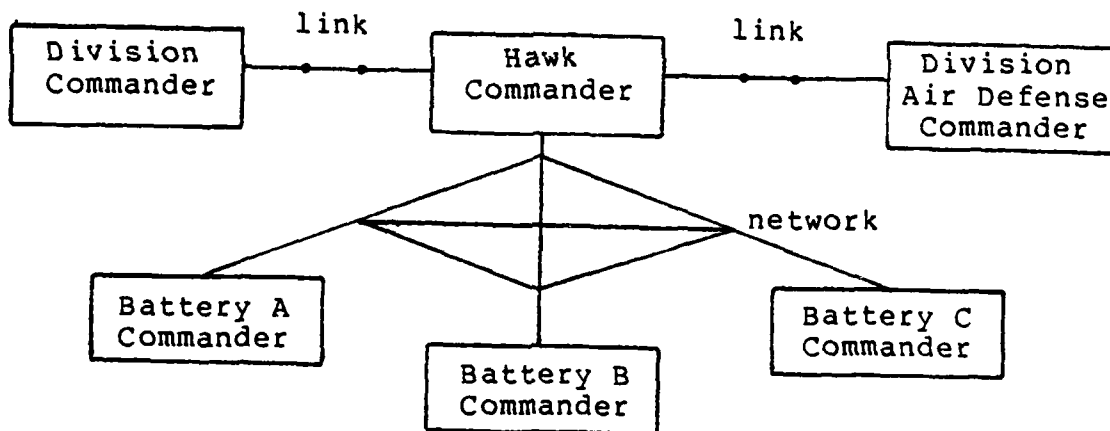 link
link
Division
Commander
Hawk
Commander
Division
Air Defense
Commander
network
Battery A
Commander
Battery B
Commander
Battery C
Commander